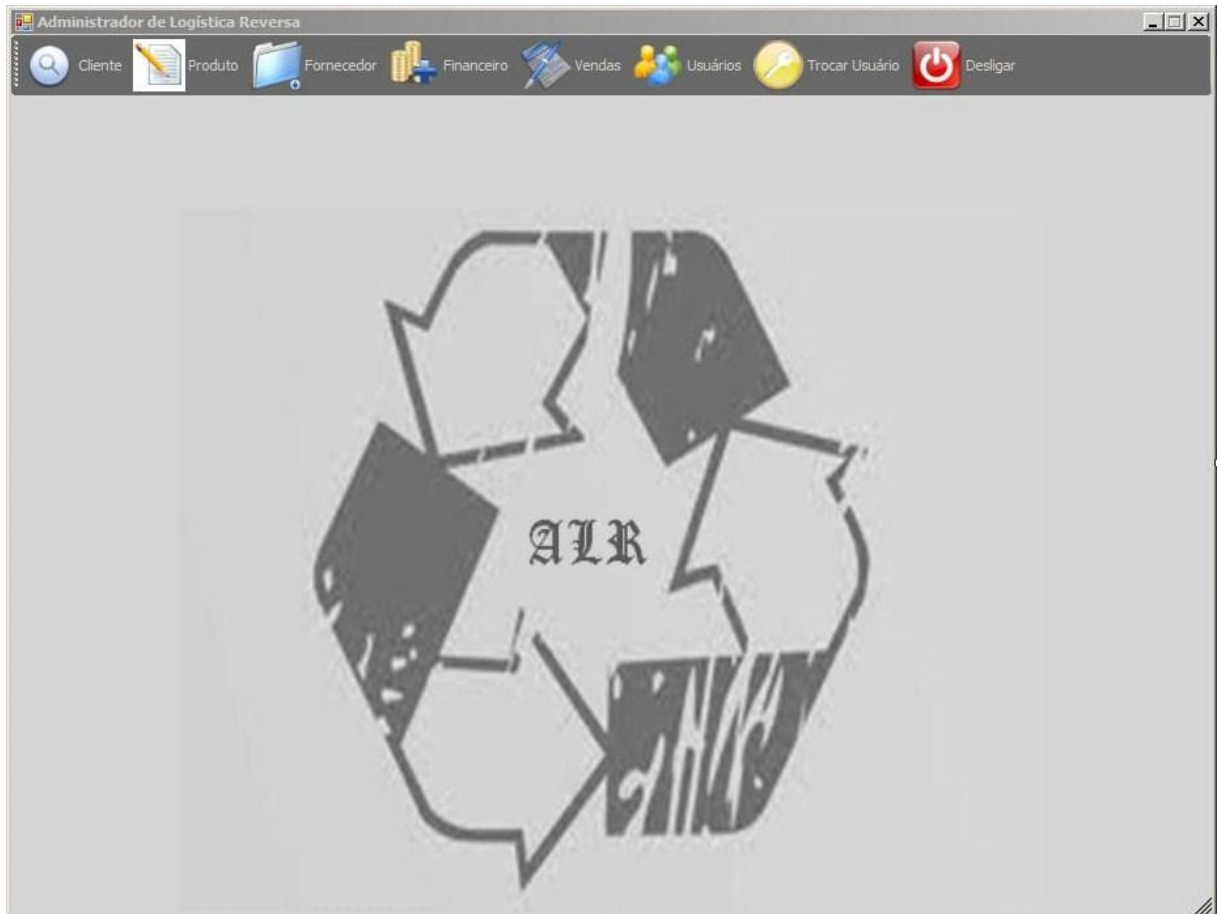 Administrador de Logística Reversa
Cliente Produto Fornecedor Financeiro Vendas Usuários Trocar Usuário Desligar
ALR